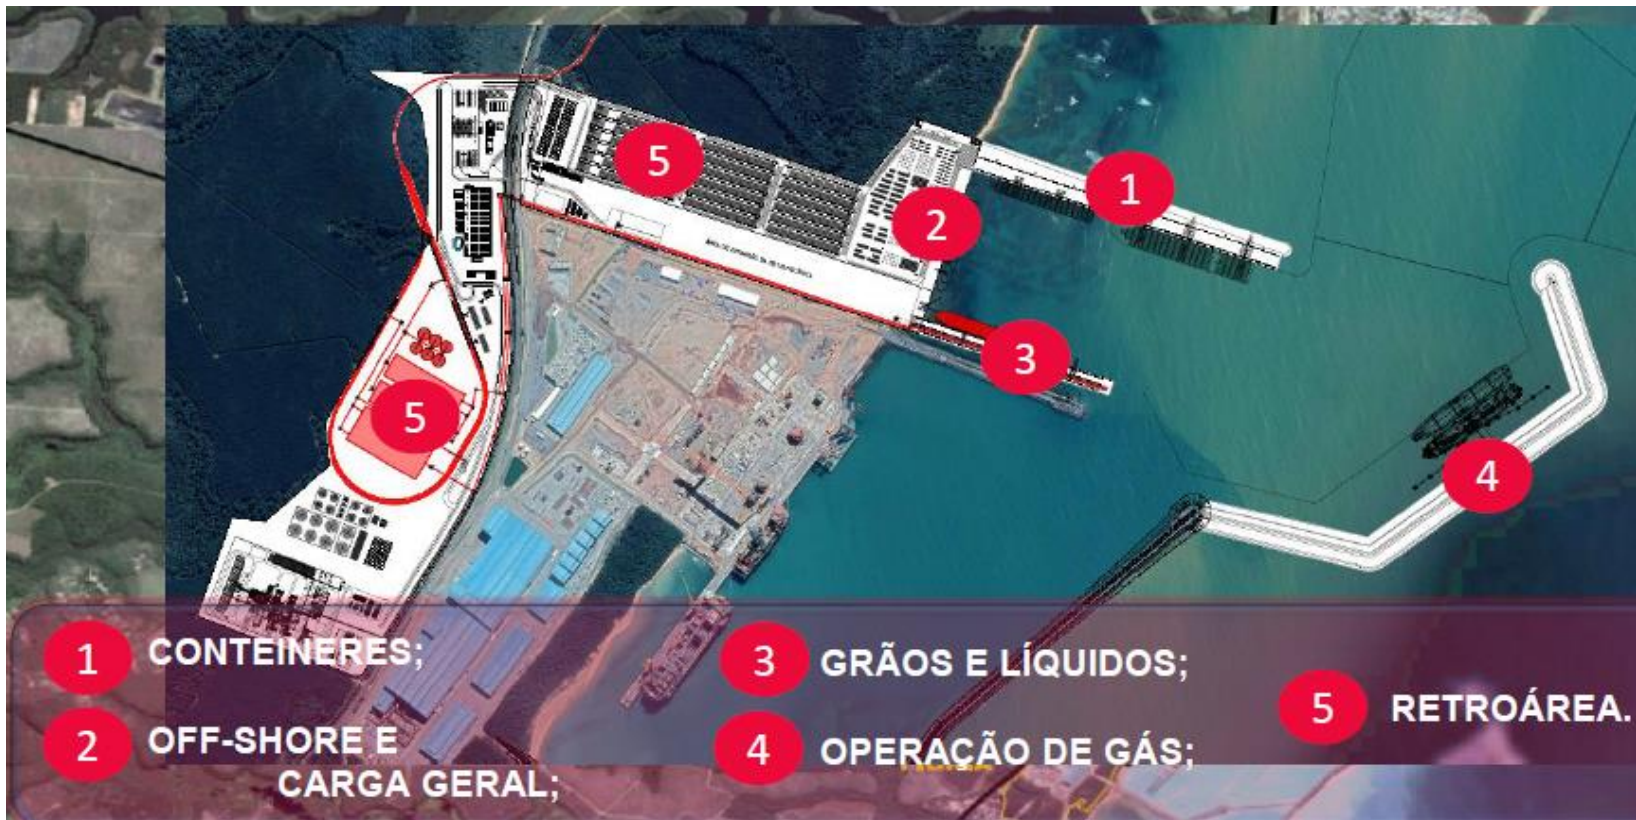 5
1
2
3
5
4
1 CONTEINERES;
2 OFF-SHORE E
CARGA GERAL;
3 GRÃOS E LÍQUIDOS;
4 OPERAÇÃO DE GÁS;
5 RETROÁREA.